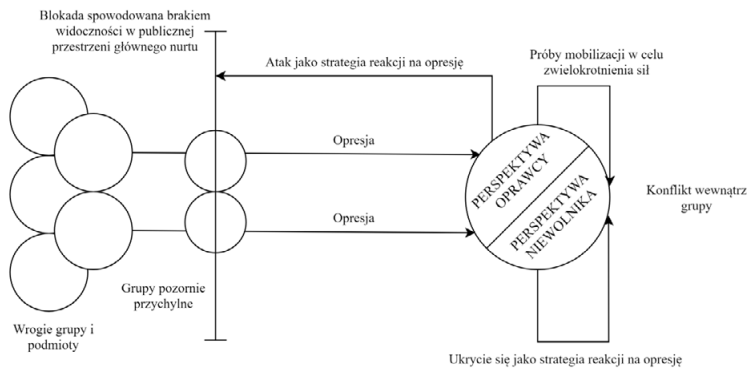 Blokada spowodowana brakiem
widoczności w publicznej
przestrzeni głównego nurtu
Atak jako strategia reakcji na opresję
Próby mobilizacji w celu
zwielokrotnienia sił
Opresja
PERSPEKTYWA
OPRAWCY
PERSPEKTYWA
NIEWOLNIKA
Konflikt wewnątrz
grupy
Opresja
Grupy pozornie
przychylne
Wrogie grupy i
podmioty
Ukrycie się jako strategia reakcji na opresję